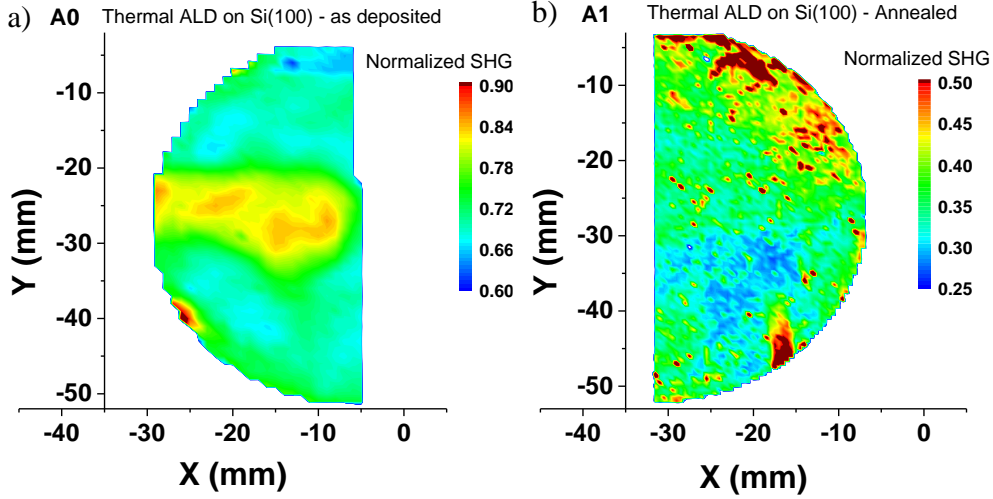 a) A0 Thermal ALD on Si(100) - as deposited
Normalized SHG
0.90
0.84
0.78
0.72
0.66
0.60
-10
-20
-30
-40
-50
Y (mm)
-40 -30 -20 -10 0
X (mm)
b) A1 Thermal ALD on Si(100) - Annealed
Normalized SHG
0.50
0.45
0.40
0.35
0.30
0.25
-10
-20
-30
-40
-50
Y (mm)
-40 -30 -20 -10 0
X (mm)